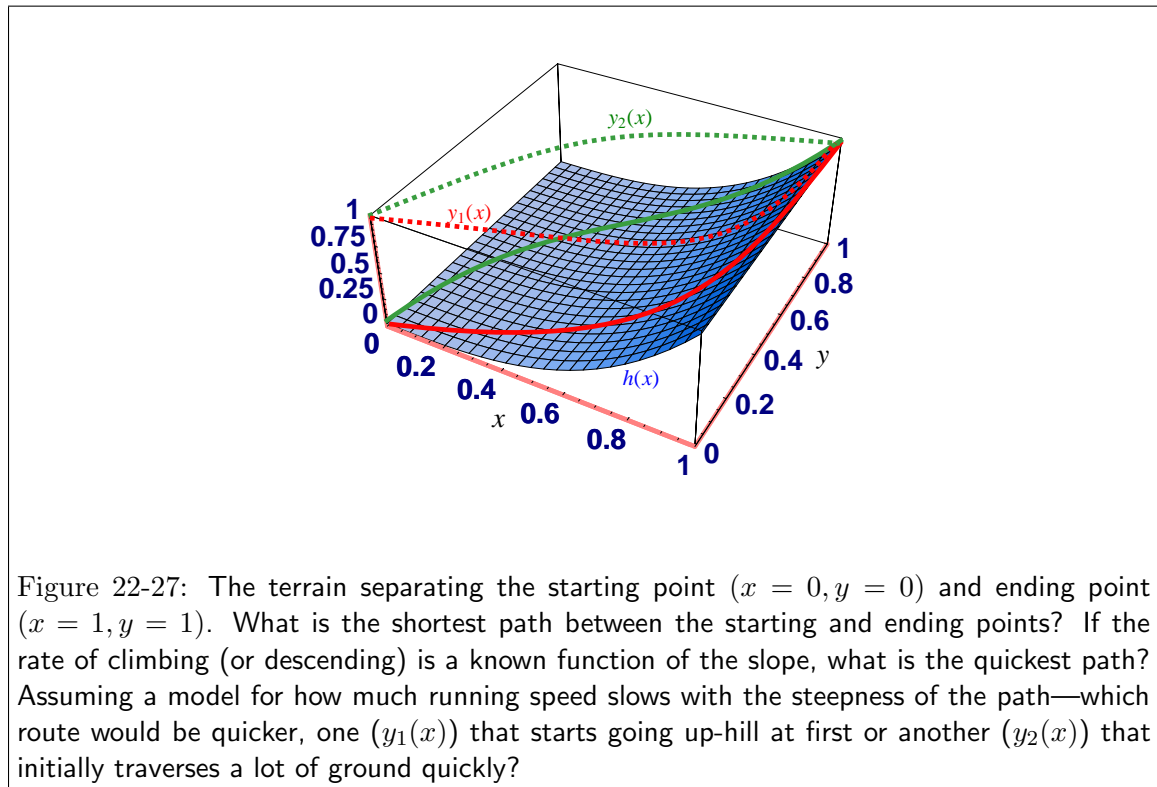 y₂(x)
y₁(x)
1
0.75
0.5
0.25
0
0
0.2
0.4
0.6
0.8
1
x
h(x)
0
0.2
0.4
0.6
0.8
1
y
Figure 22-27: The terrain separating the starting point (x = 0, y = 0) and ending point
(x = 1, y = 1). What is the shortest path between the starting and ending points? If the
rate of climbing (or descending) is a known function of the slope, what is the quickest path?
Assuming a model for how much running speed slows with the steepness of the path—which
route would be quicker, one (y₁(x)) that starts going up-hill at first or another (y₂(x)) that
initially traverses a lot of ground quickly?